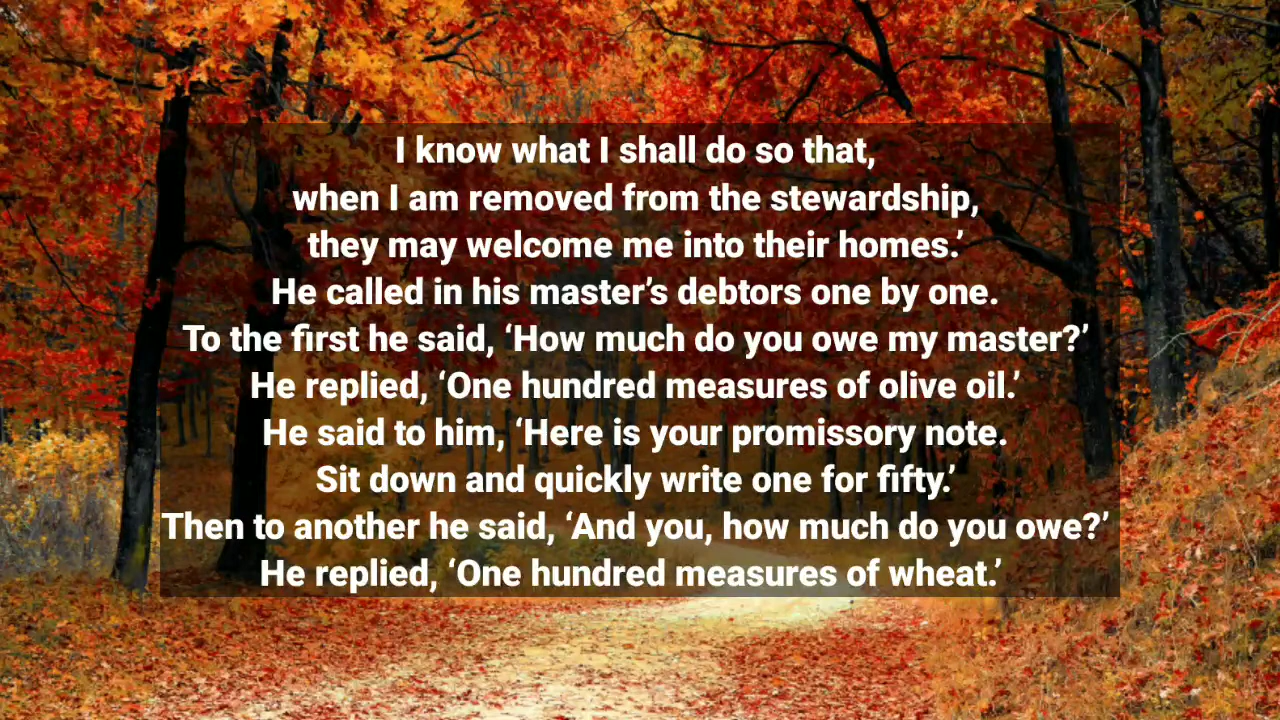 I know what I shall do so that,
when I am removed from the stewardship,
they may welcome me into their homes.’
He called in his master’s debtors one by one.
To the first he said, ‘How much do you owe my master?’
He replied, ‘One hundred measures of olive oil.’
He said to him, ‘Here is your promissory note.
Sit down and quickly write one for fifty.’
Then to another he said, ‘And you, how much do you owe?’
He replied, ‘One hundred measures of wheat.’